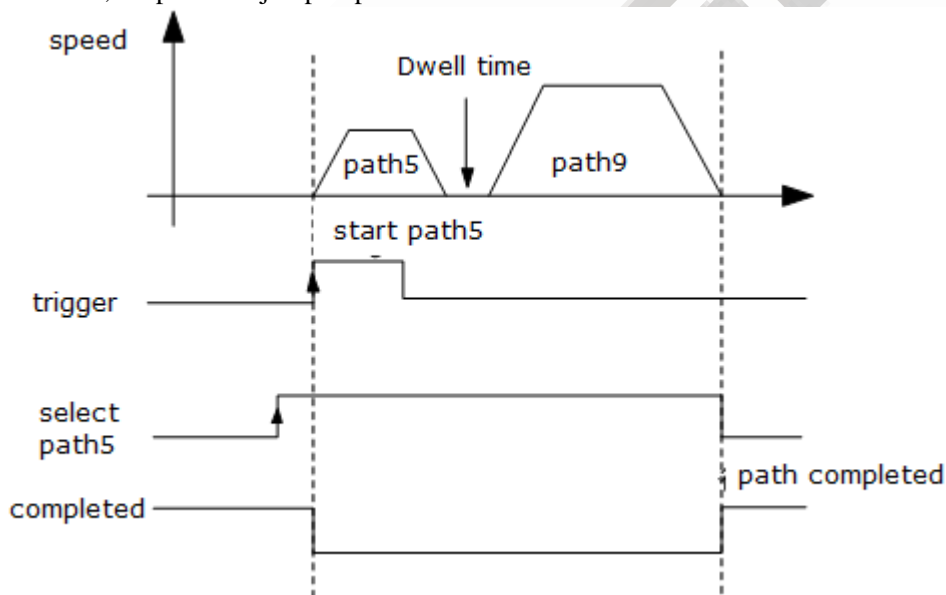 speed
Dwell time
path5
path9
start path5
trigger
select
path5
path completed
completed